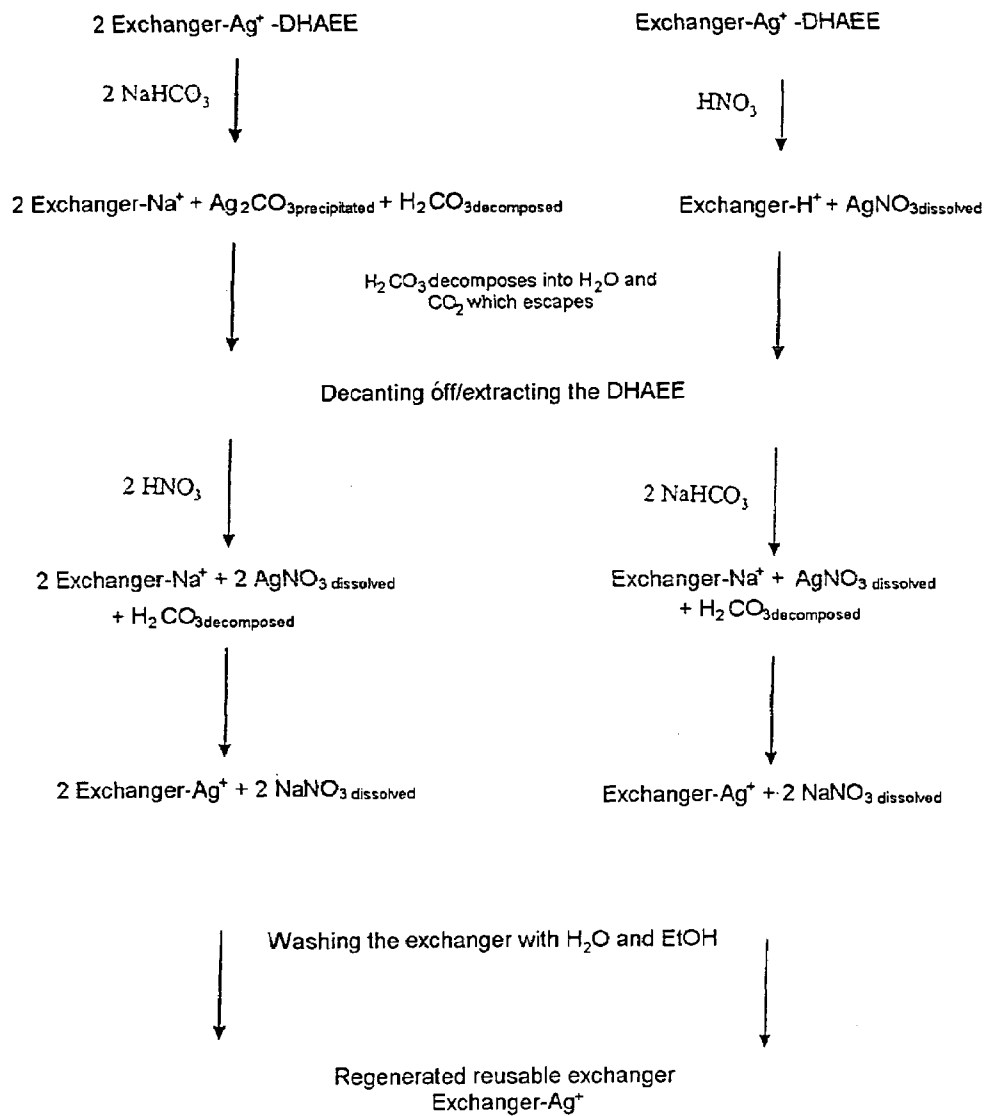 2 Exchanger-Ag⁺ -DHAEE
Exchanger-Ag⁺ -DHAEE
2 NaHCO₃
HNO₃
2 Exchanger-Na⁺ + Ag₂CO₃precipitated + H₂CO₃decomposed
Exchanger-H⁺ + AgNO₃dissolved
H₂CO₃ decomposes into H₂O and
CO₂ which escapes
Decanting óff/extracting the DHAEE
2 HNO₃
2 NaHCO₃
2 Exchanger-Na⁺ + 2 AgNO₃ dissolved
+ H₂CO₃decomposed
Exchanger-Na⁺ + AgNO₃ dissolved
+ H₂CO₃decomposed
2 Exchanger-Ag⁺ + 2 NaNO₃ dissolved
Exchanger-Ag⁺ + 2 NaNO₃ dissolved
Washing the exchanger with H₂O and EtOH
Regenerated reusable exchanger
Exchanger-Ag⁺